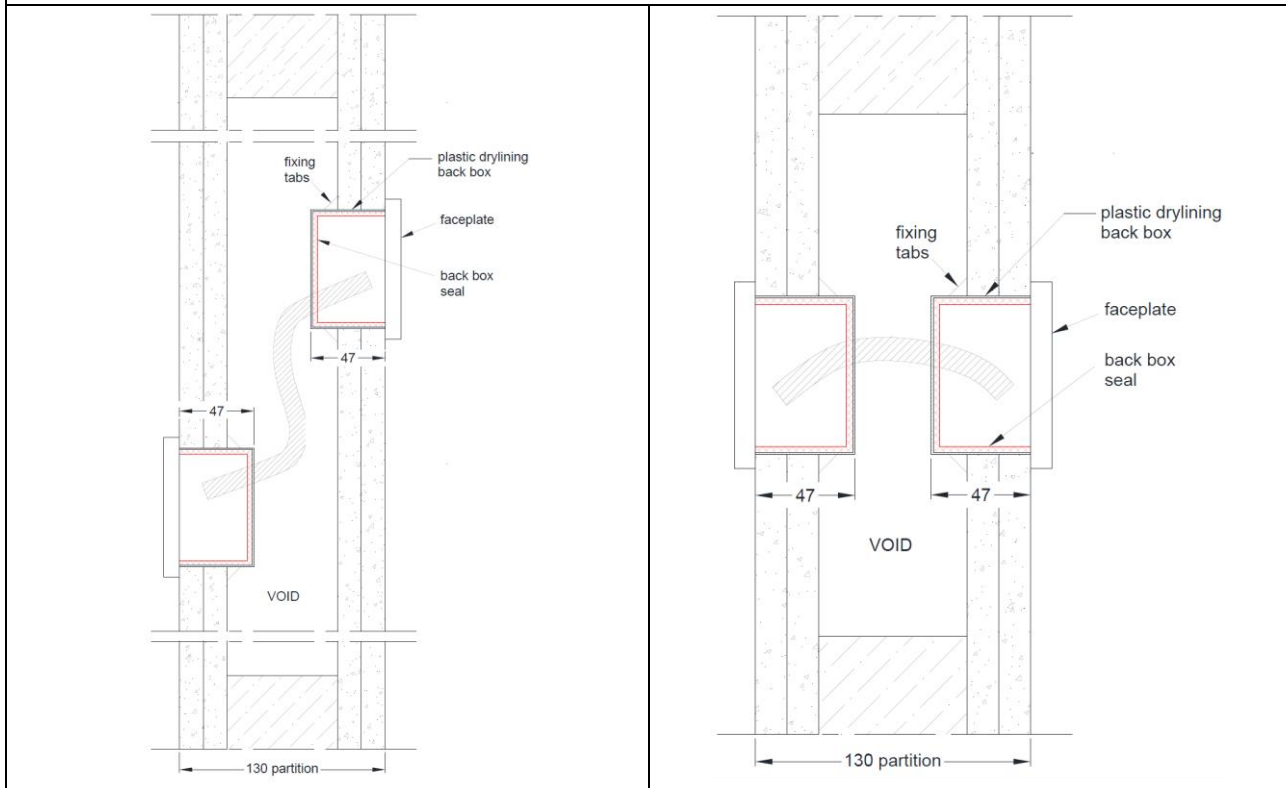 fixing
tabs
plastic drylining
back box
faceplate
back box
seal
47
47
VOID
130 partition
plastic drylining
back box
fixing
tabs
faceplate
back box
seal
47
47
VOID
130 partition